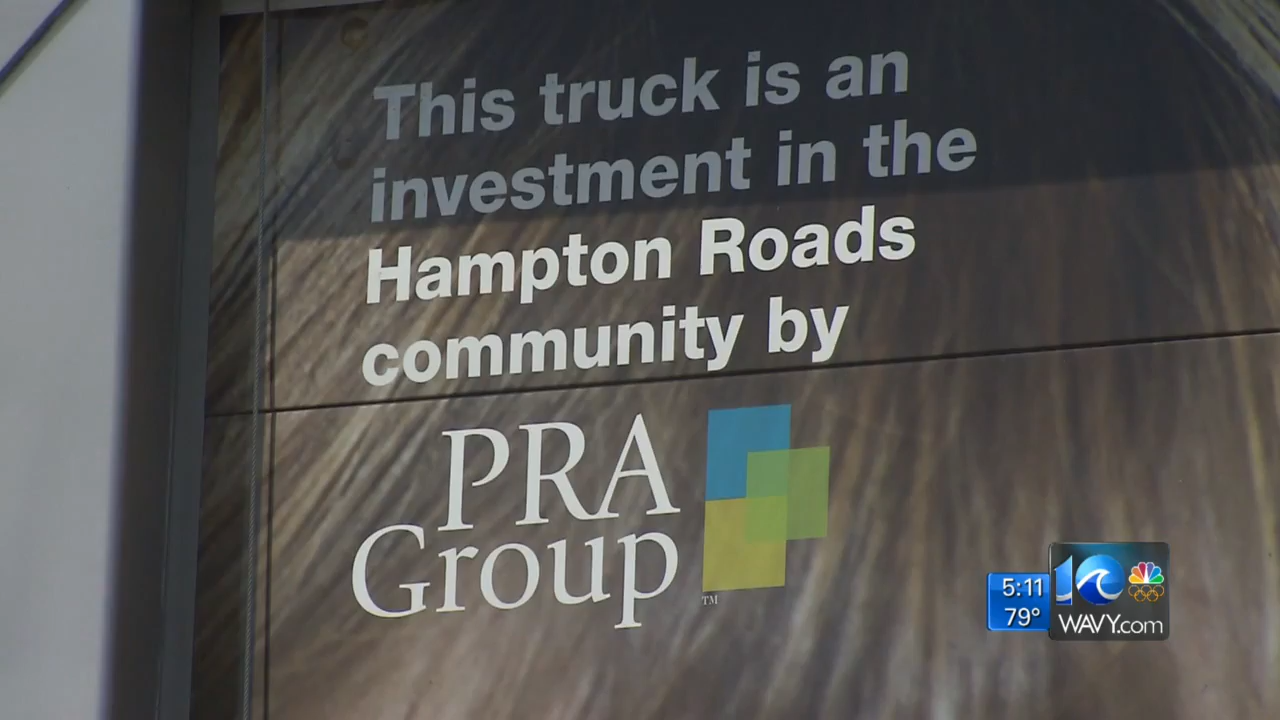 This truck is an
investment in the
Hampton Roads
community by
PRA
Group
TM
5:11
79°
10
WAVY.com